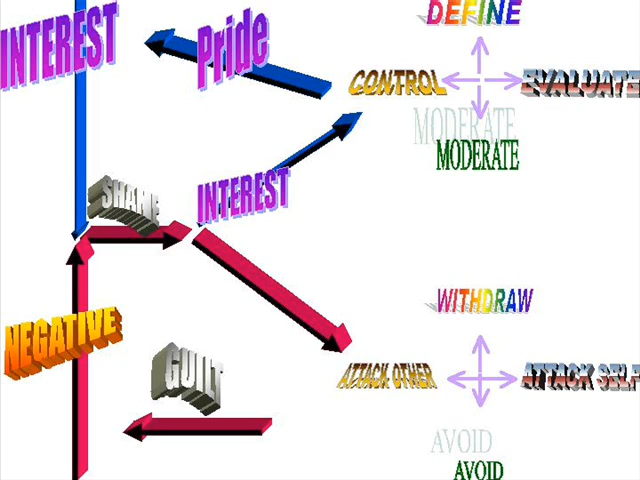 DEFINE
INTEREST
Pride
CONTROL
EVALUATE
MODERATE
MODERATE
SHAME
INTEREST
WITHDRAW
NEGATIVE
GUILT
ATTACK OTHER
ATTACK SELF
AVOID
AVOID